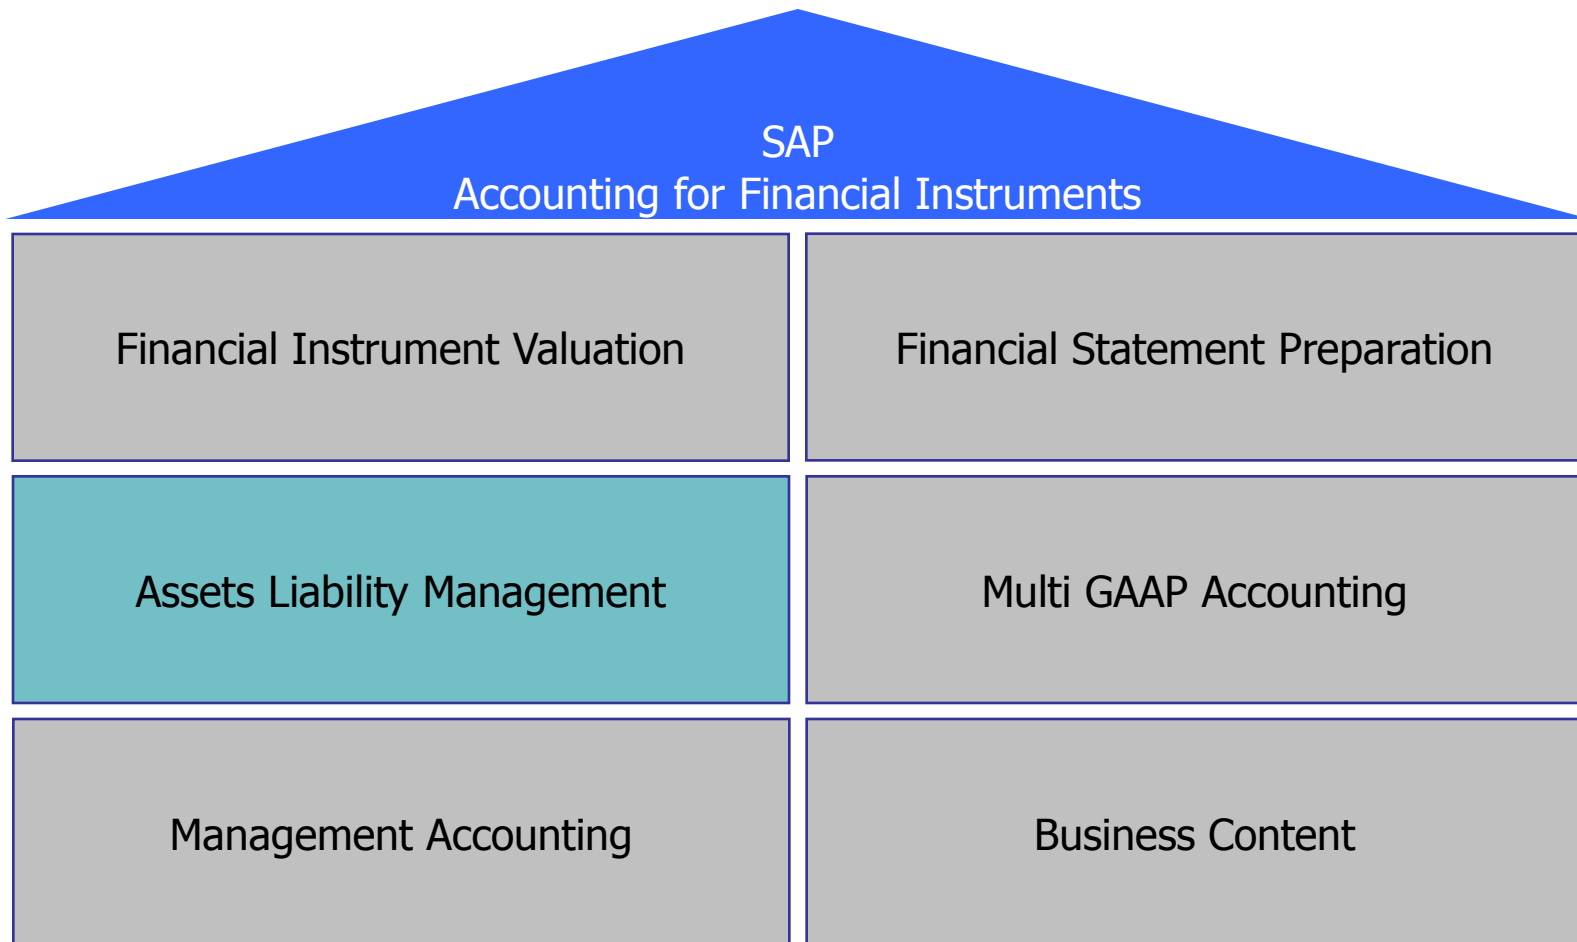 SAP
Accounting for Financial Instruments
Financial Instrument Valuation
Financial Statement Preparation
Assets Liability Management
Multi GAAP Accounting
Management Accounting
Business Content